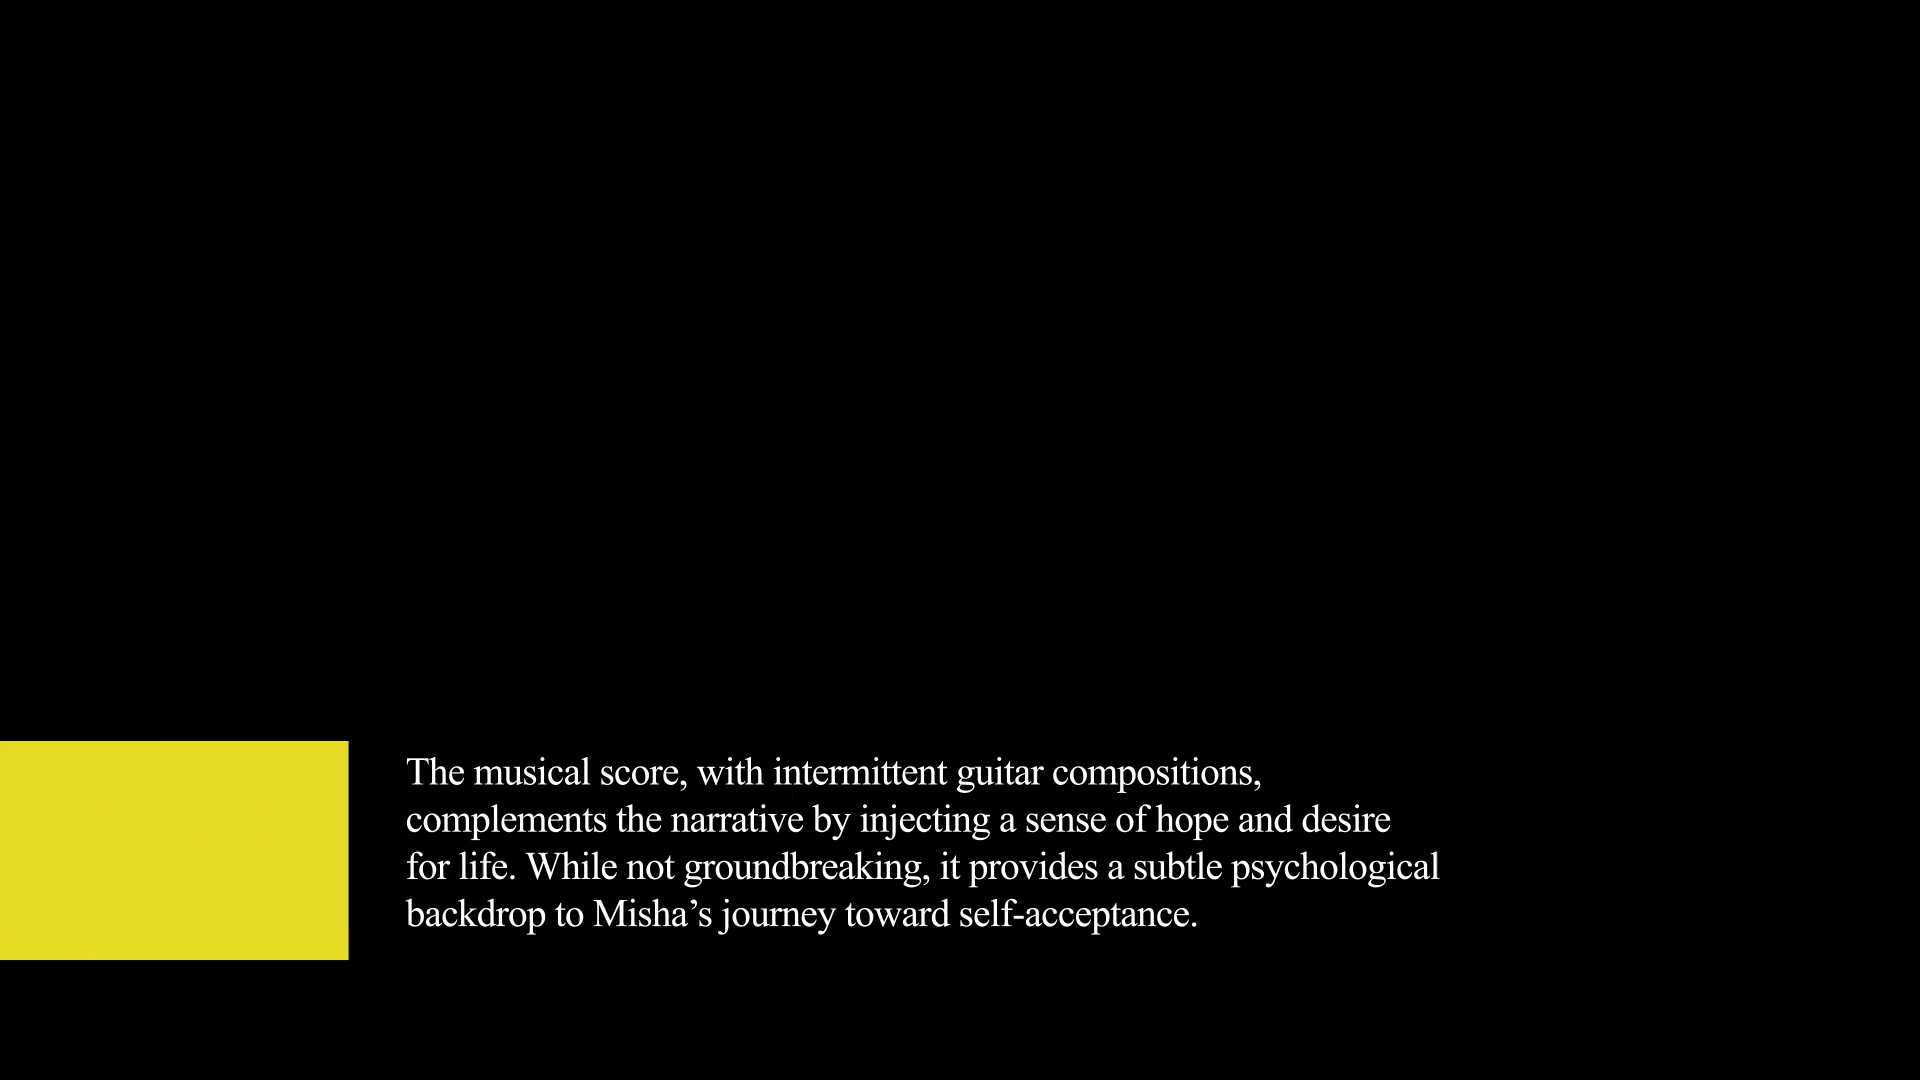 The musical score, with intermittent guitar compositions,
complements the narrative by injecting a sense of hope and desire
for life. While not groundbreaking, it provides a subtle psychological
backdrop to Misha’s journey toward self-acceptance.